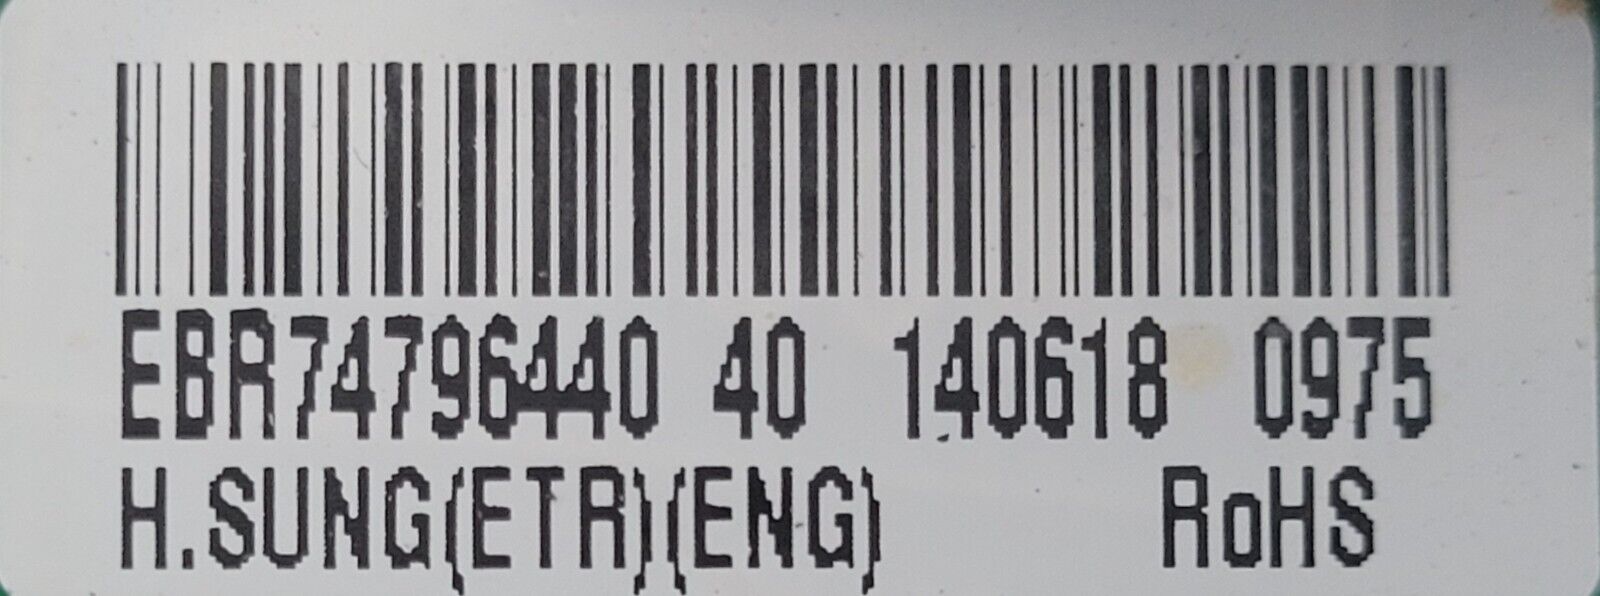 EBR74796440 40 140618 0975
H.SUNG(ETR)(ENG) RoHS